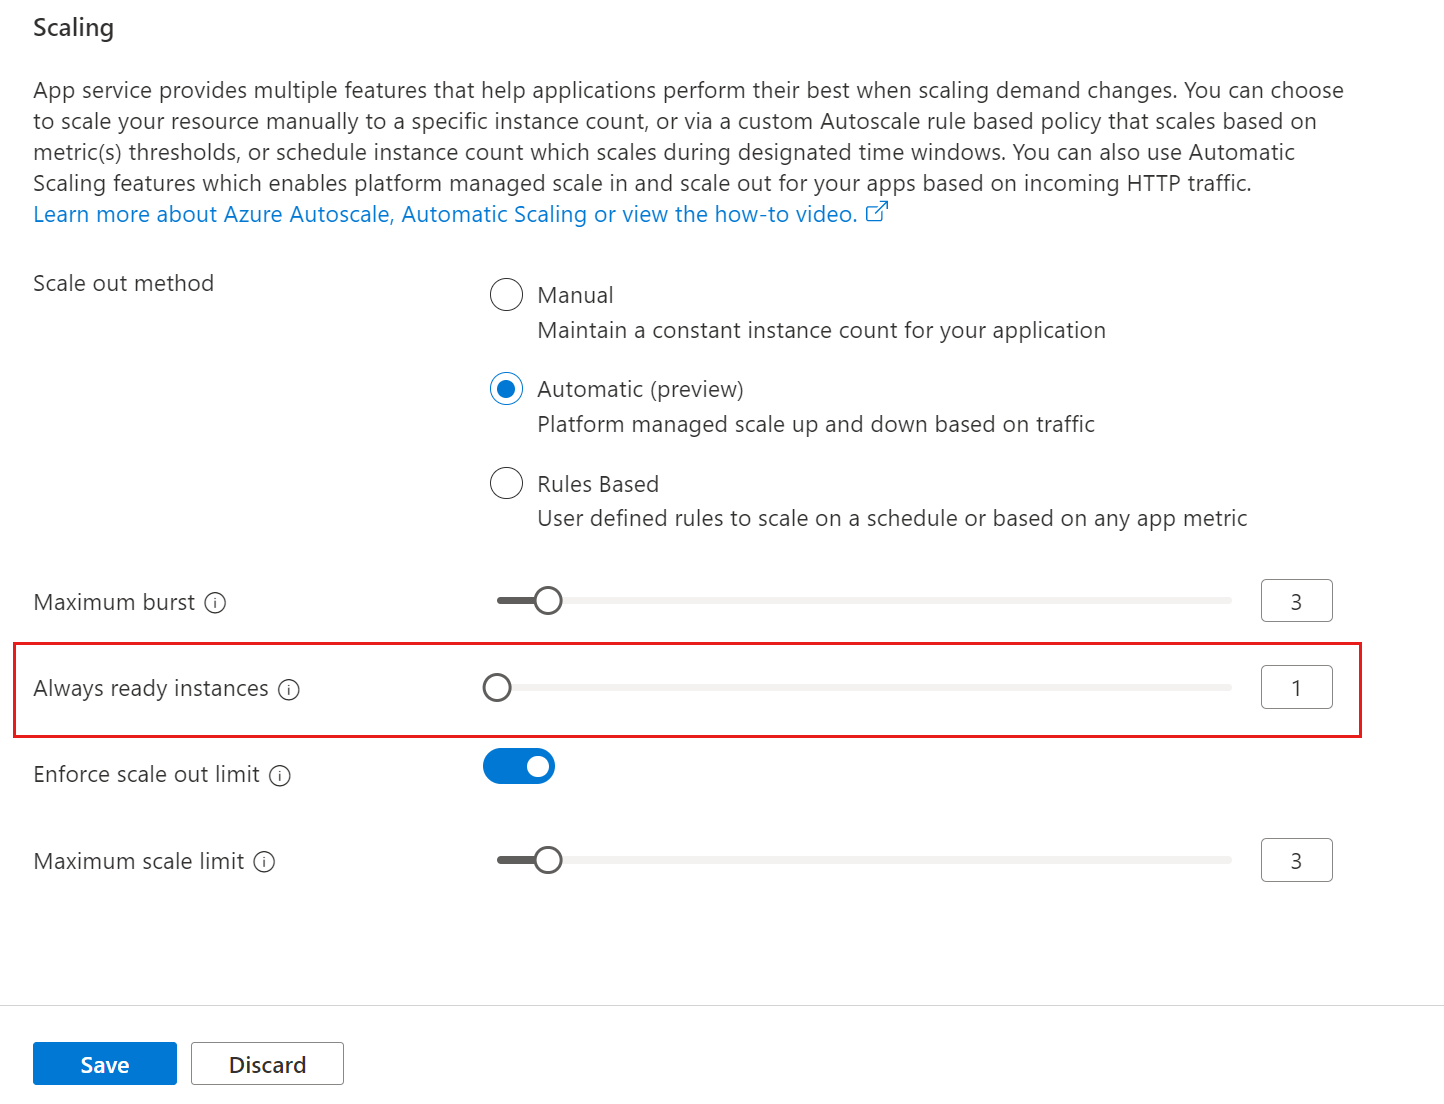 Scaling
App service provides multiple features that help applications perform their best when scaling demand changes. You can choose
to scale your resource manually to a specific instance count, or via a custom Autoscale rule based policy that scales based on
metric(s) thresholds, or schedule instance count which scales during designated time windows. You can also use Automatic
Scaling features which enables platform managed scale in and scale out for your apps based on incoming HTTP traffic.
Learn more about Azure Autoscale, Automatic Scaling or view the how-to video.
Scale out method
Manual
Maintain a constant instance count for your application
Automatic (preview)
Platform managed scale up and down based on traffic
Rules Based
User defined rules to scale on a schedule or based on any app metric
Maximum burst 3
Always ready instances 1
Enforce scale out limit
Maximum scale limit 3
Save Discard